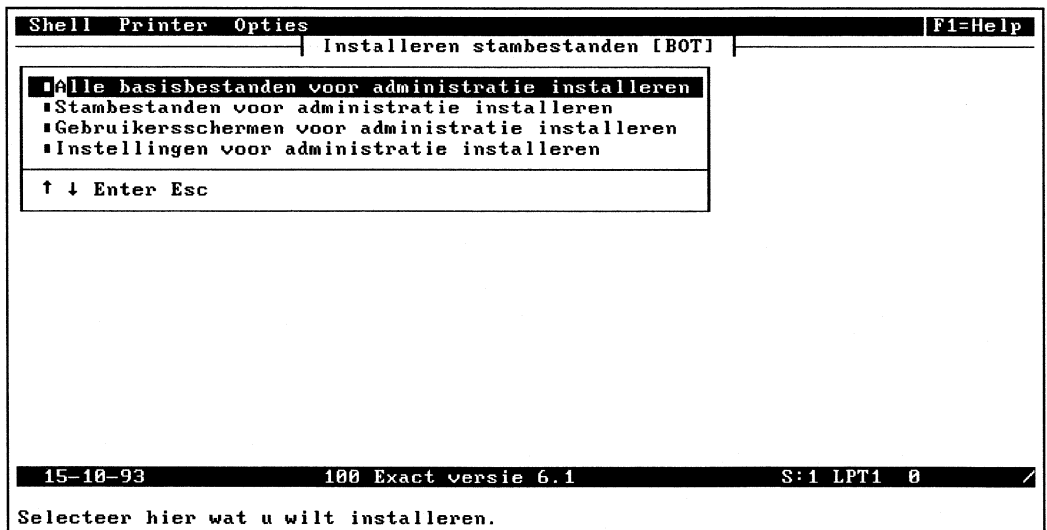 Shell Printer Opties F1=Help
Installeren stambestanden [BOT]
Alle basisbestanden voor administratie installeren
Stambestanden voor administratie installeren
Gebruikersschermen voor administratie installeren
Instellingen voor administratie installeren
↑ ↓ Enter Esc
15-10-93 100 Exact versie 6.1 S:1 LPT1 0 /
Selecteer hier wat u wilt installeren.